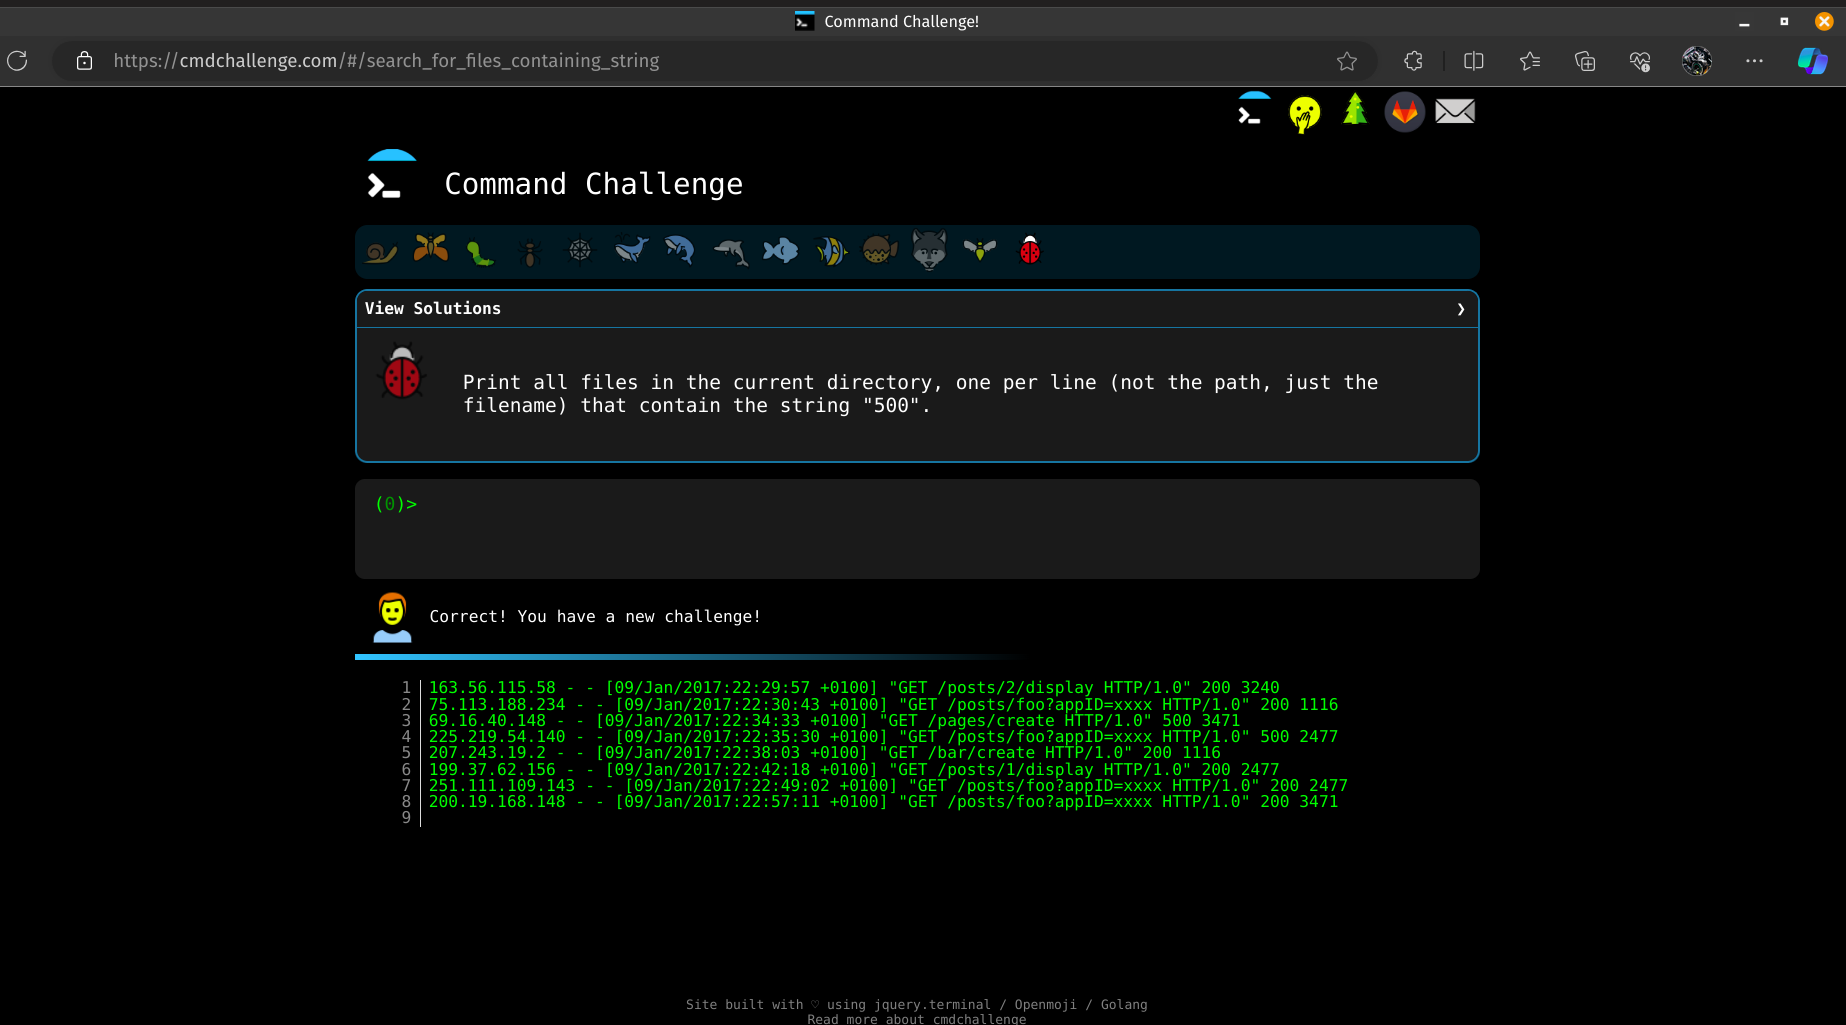 Command Challenge!
https://cmdchallenge.com/#/search_for_files_containing_string
Command Challenge
View Solutions
Print all files in the current directory, one per line (not the path, just the
filename) that contain the string "500".
(0)>
Correct! You have a new challenge!
1 163.56.115.58 - - [09/Jan/2017:22:29:57 +0100] "GET /posts/2/display HTTP/1.0" 200 3240
2 75.113.188.234 - - [09/Jan/2017:22:30:43 +0100] "GET /posts/foo?appID=xxxx HTTP/1.0" 200 1116
3 69.16.40.148 - - [09/Jan/2017:22:34:33 +0100] "GET /pages/create HTTP/1.0" 500 3471
4 225.219.54.140 - - [09/Jan/2017:22:35:30 +0100] "GET /posts/foo?appID=xxxx HTTP/1.0" 500 2477
5 207.243.19.2 - - [09/Jan/2017:22:38:03 +0100] "GET /bar/create HTTP/1.0" 200 1116
6 199.37.62.156 - - [09/Jan/2017:22:42:18 +0100] "GET /posts/1/display HTTP/1.0" 200 2477
7 251.111.109.143 - - [09/Jan/2017:22:49:02 +0100] "GET /posts/foo?appID=xxxx HTTP/1.0" 200 2477
8 200.19.168.148 - - [09/Jan/2017:22:57:11 +0100] "GET /posts/foo?appID=xxxx HTTP/1.0" 200 3471
9
Site built with ♡ using jquery.terminal / Openmoji / Golang
Read more about cmdchallenge